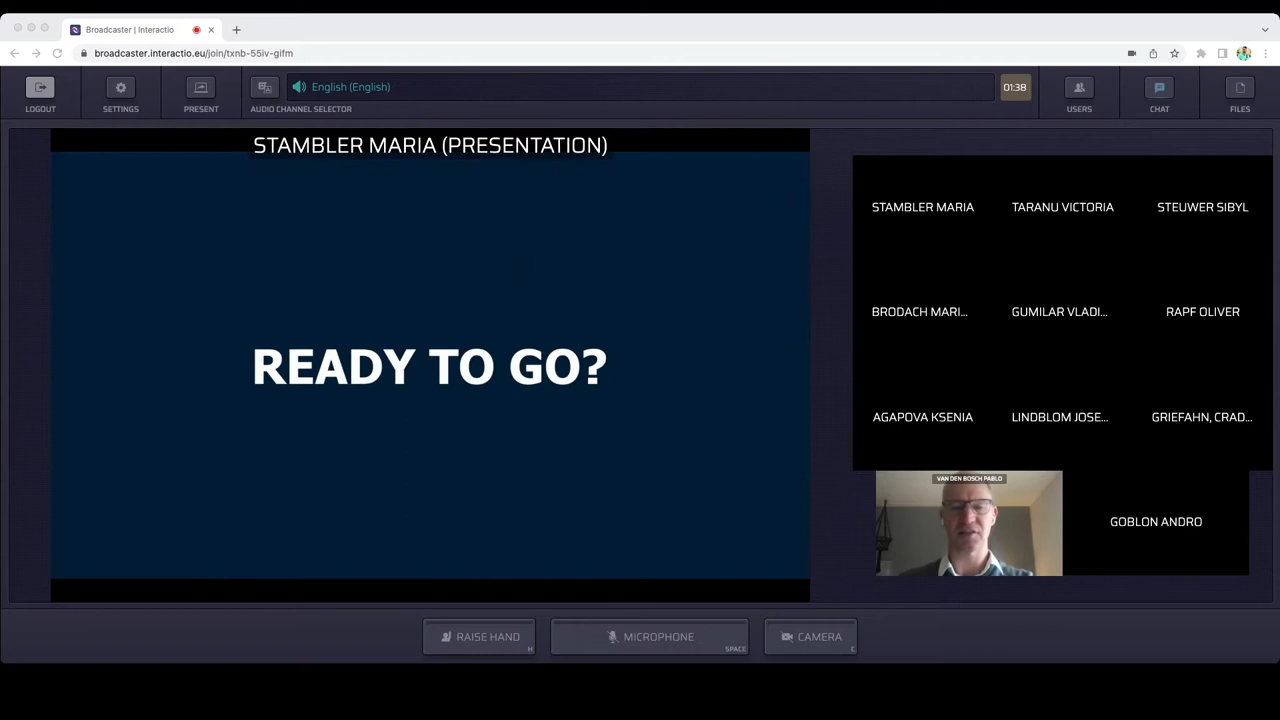 Broadcaster | Interactio
broadcaster.interactio.eu/join/txnb-55iv-gifm
LOGOUT
SETTINGS
PRESENT
AUDIO CHANNEL SELECTOR
English (English)
01:38
USERS
CHAT
FILES
STAMBLER MARIA (PRESENTATION)
READY TO GO?
STAMBLER MARIA
TARANU VICTORIA
STEUWER SIBYL
BRODACH MARI...
GUMILAR VLADI...
RAPF OLIVER
AGAPOVA KSENIA
LINDBLOM JOSE...
GRIEFAHN, CRAD...
VAN DEN BOSCH PABLO
GOBLON ANDRO
RAISE HAND
H
MICROPHONE
SPACE
CAMERA
C